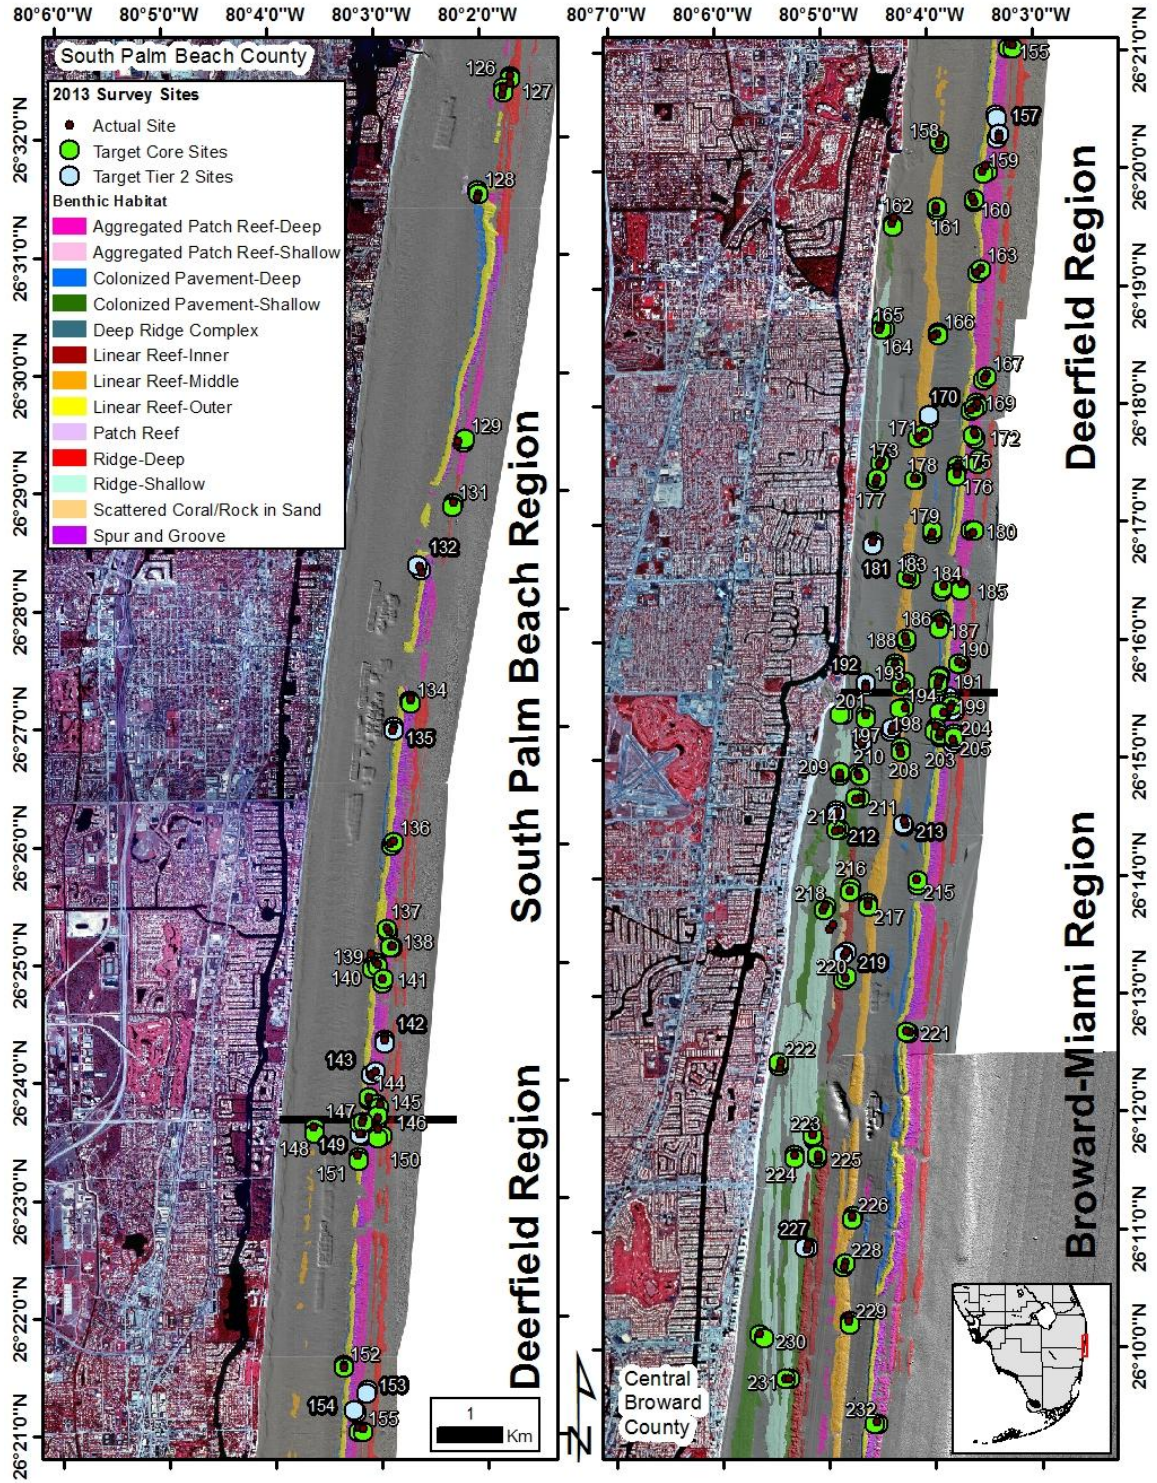 80°6'0"W 80°5'0"W 80°4'0"W 80°3'0"W 80°2'0"W
80°7'0"W 80°6'0"W 80°5'0"W 80°4'0"W 80°3'0"W
South Palm Beach County
2013 Survey Sites
Actual Site
Target Core Sites
Target Tier 2 Sites
Benthic Habitat
Aggregated Patch Reef-Deep
Aggregated Patch Reef-Shallow
Colonized Pavement-Deep
Colonized Pavement-Shallow
Deep Ridge Complex
Linear Reef-Inner
Linear Reef-Middle
Linear Reef-Outer
Patch Reef
Ridge-Deep
Ridge-Shallow
Scattered Coral/Rock in Sand
Spur and Groove
26°32'0"N
26°31'0"N
26°30'0"N
26°29'0"N
26°28'0"N
26°27'0"N
26°26'0"N
26°25'0"N
26°24'0"N
26°23'0"N
26°22'0"N
26°21'0"N
126
127
128
129
131
132
134
135
136
137
138
139
140
141
142
143
144
145
147
146
148
149
150
151
152
153
154
155
South Palm Beach Region
Deerfield Region
1
Km
N
155
157
158
159
160
161
162
163
165
164
166
167
169
170
171
172
173
175
178
176
177
179
180
181
183
184
185
186
187
188
190
192
193
191
194
201
199
198
204
197
203
205
210
208
209
211
214
212
213
216
215
218
217
220
219
221
222
223
224
225
226
227
228
229
230
231
232
Deerfield Region
Broward-Miami Region
Central
Broward
County
26°21'0"N
26°20'0"N
26°19'0"N
26°18'0"N
26°17'0"N
26°16'0"N
26°15'0"N
26°14'0"N
26°13'0"N
26°12'0"N
26°11'0"N
26°10'0"N